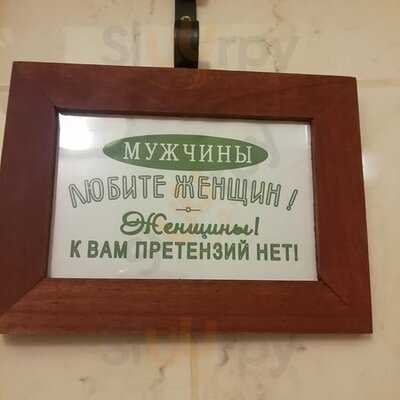 МУЖЧИНЫ
ЛЮБИТЕ ЖЕНЩИН!
Женщины!
К ВАМ ПРЕТЕНЗИЙ НЕТ!